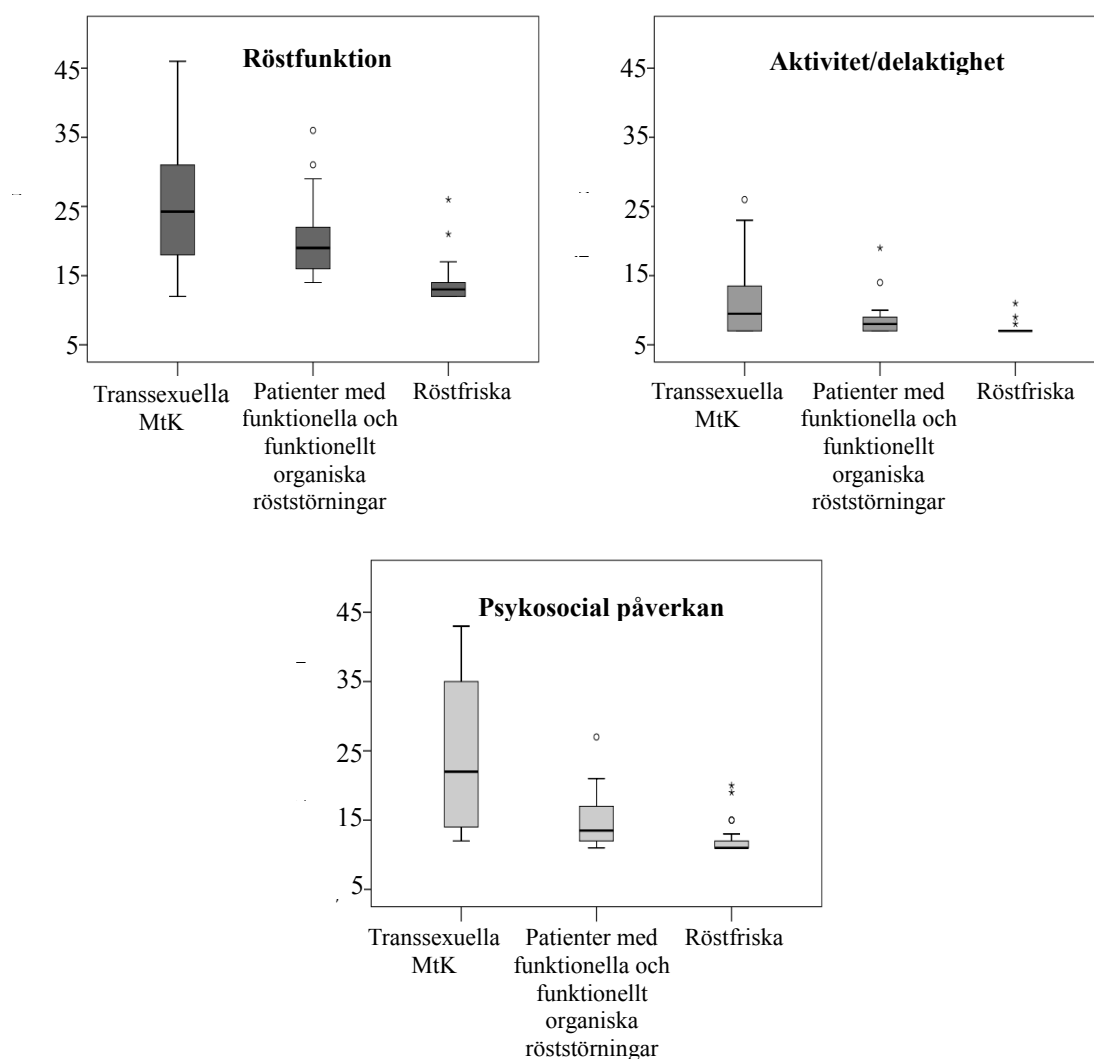 Röstfunktion
45
35
25
15
5
Transsexuella
MtK
Patienter med
funktionella och
funktionellt
organiska
röststörningar
Röstfriska
Aktivitet/delaktighet
45
35
25
15
5
Transsexuella
MtK
Patienter med
funktionella och
funktionellt
organiska
röststörningar
Röstfriska
Psykosocial påverkan
45
35
25
15
5
Transsexuella
MtK
Patienter med
funktionella och
funktionellt
organiska
röststörningar
Röstfriska